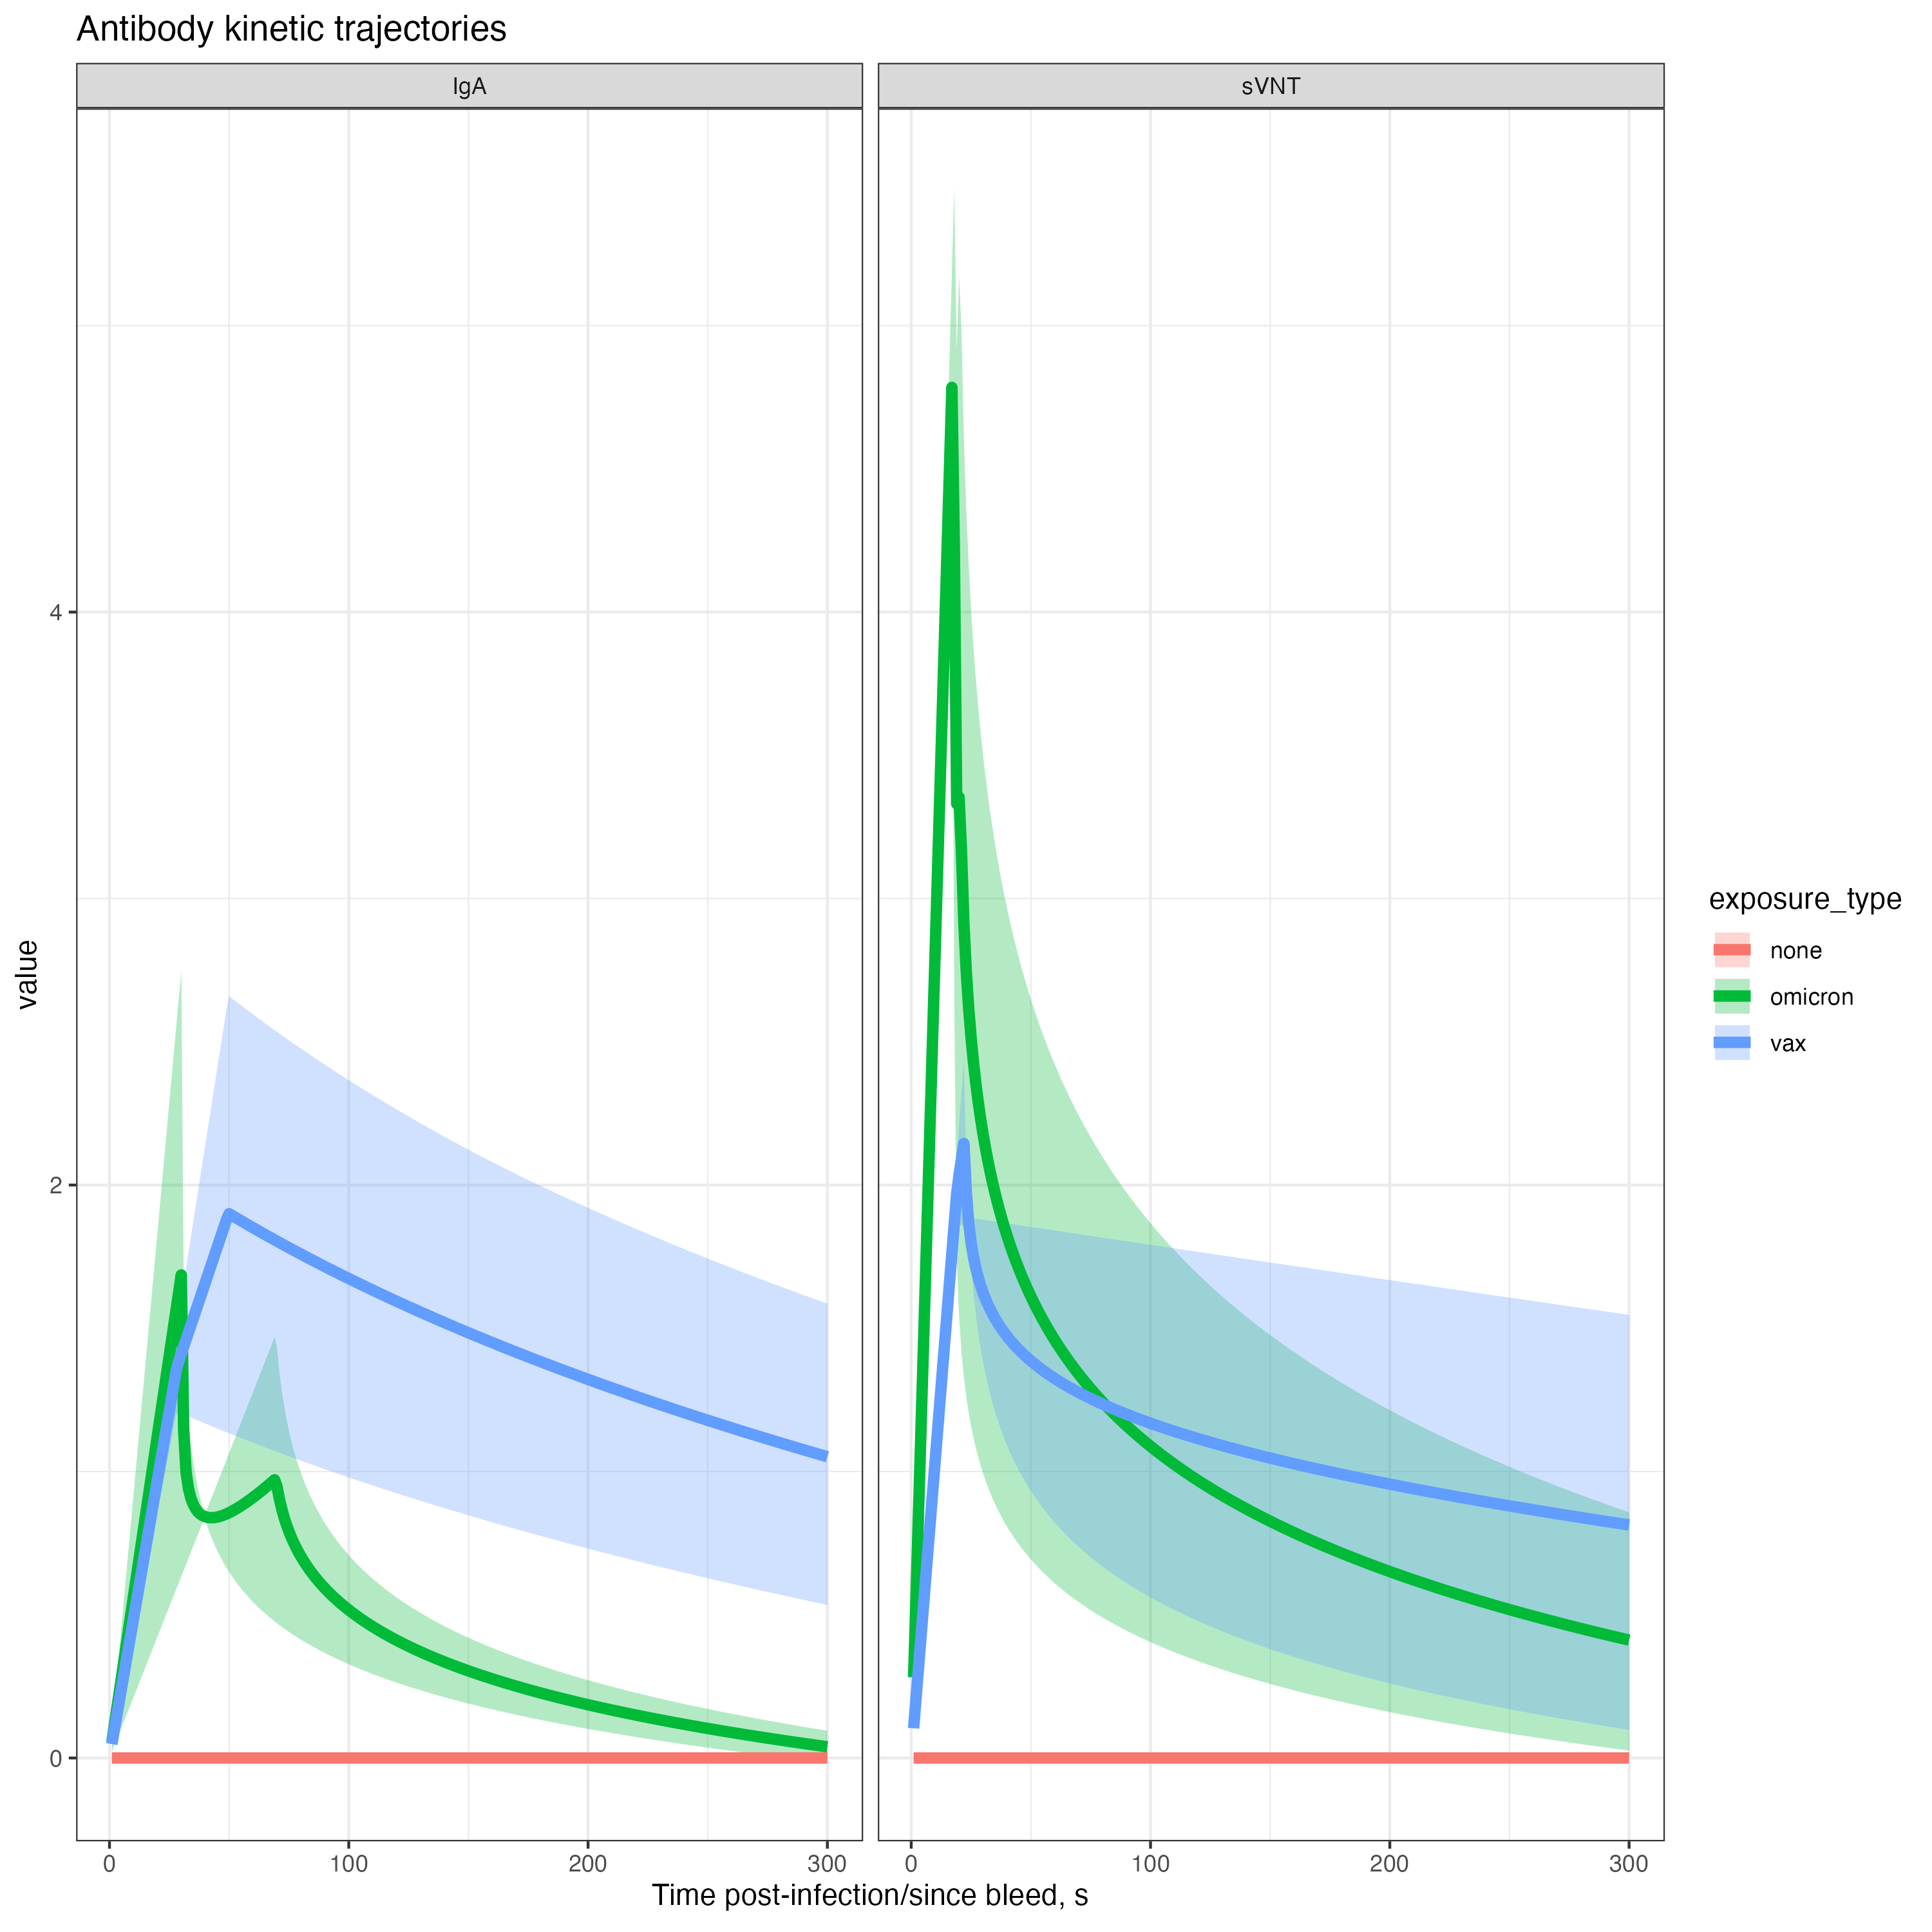 Antibody kinetic trajectories
IgA
sVNT
value
4
2
0
0 100 200 300
0 100 200 300
Time post-infection/since bleed, s
exposure_type
none
omicron
vax